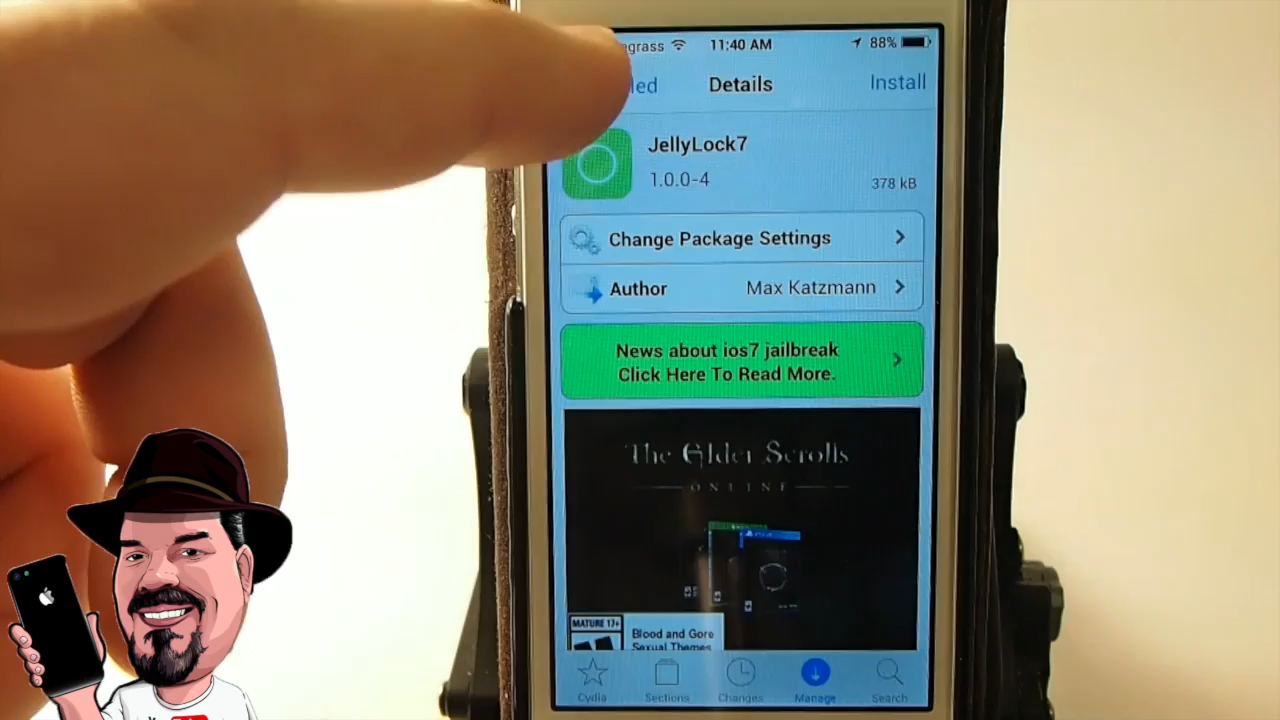 11:40 AM
88%
Details
Install
JellyLock7
1.0.0-4
378 kB
Change Package Settings
Author Max Katzmann
News about ios7 jailbreak
Click Here To Read More.
The Elder Scrolls
ONLINE
MATURE 17+
Blood and Gore
Sexual Themes
Cydia Sections Changes Manage Search